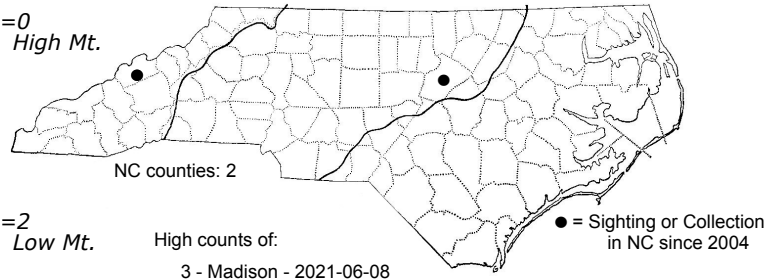 =0
High Mt.
NC counties: 2
=2
Low Mt.
High counts of:
3 - Madison - 2021-06-08
● = Sighting or Collection
in NC since 2004